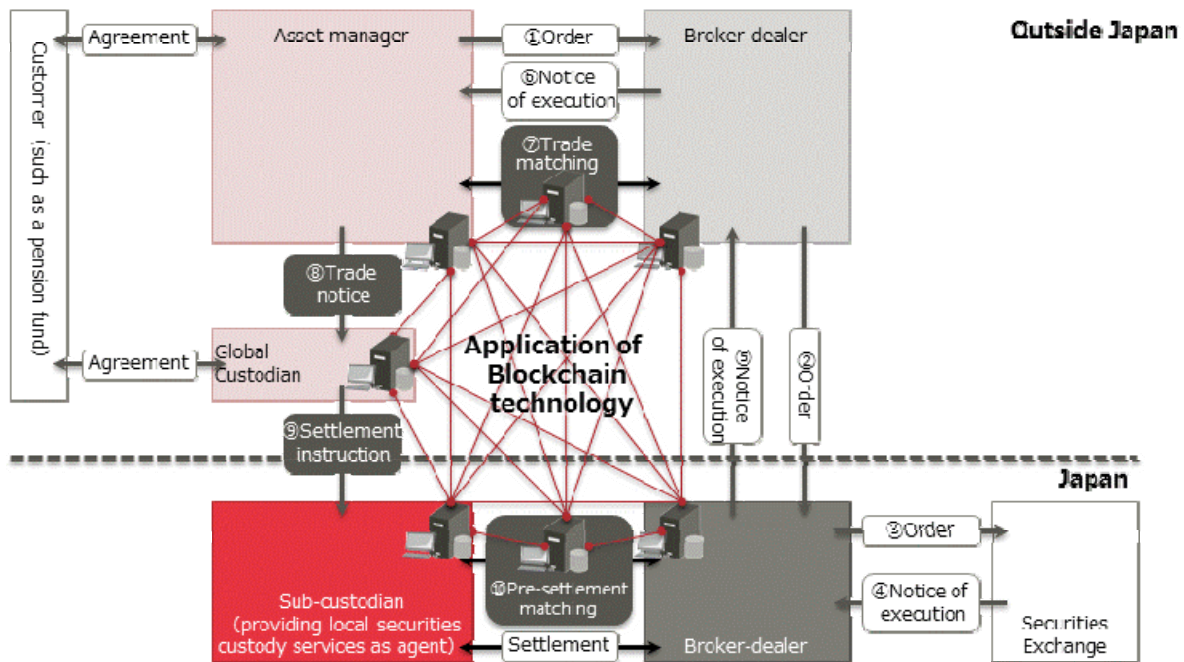 Outside Japan
Customer (such as a pension fund)
Agreement
Asset manager
①Order
Broker dealer
⑥Notice
of execution
⑦Trade
matching
⑧Trade
notice
Agreement
Global
Custodian
Application of
Blockchain
technology
⑤Notice
of execution
②Order
⑨Settlement
instruction
Japan
③Order
④Notice of
execution
Securities
Exchange
⑩Pre-settlement
matching
Sub-custodian
(providing local securities
custody services as agent)
Settlement
Broker-dealer